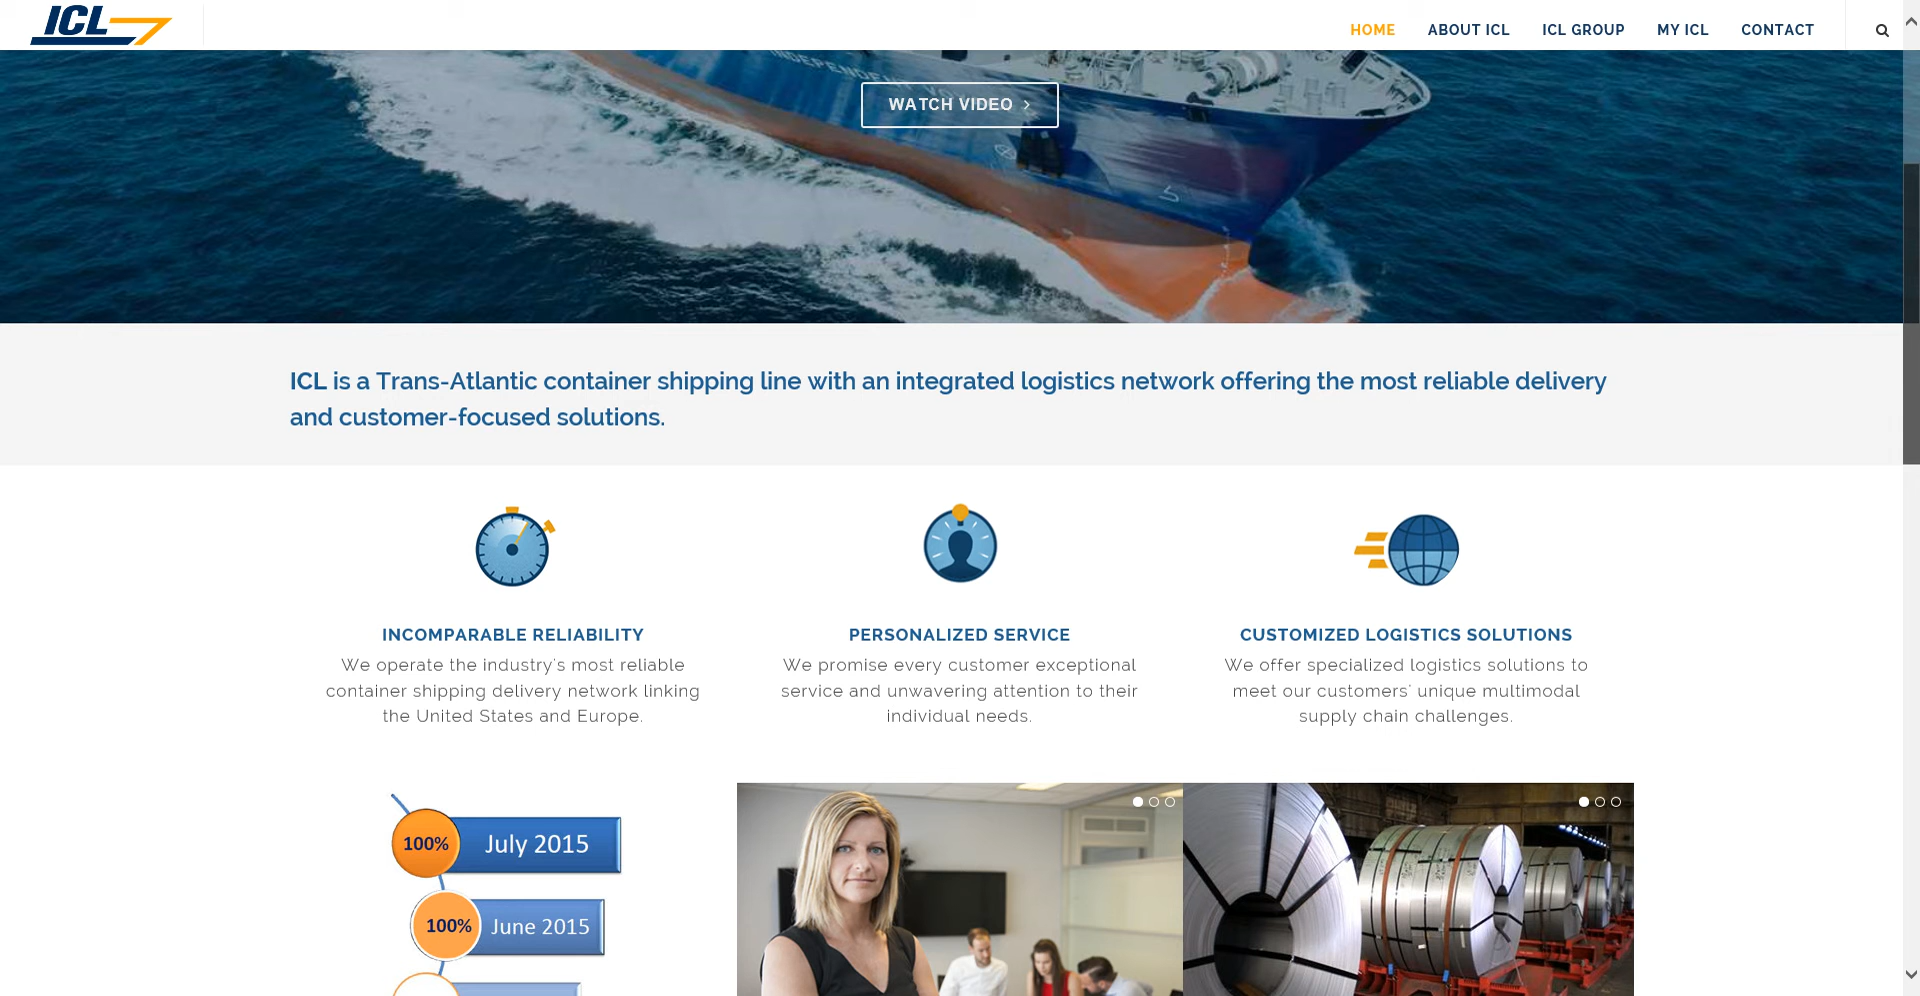 ICL
HOME
ABOUT ICL
ICL GROUP
MY ICL
CONTACT
WATCH VIDEO
ICL is a Trans-Atlantic container shipping line with an integrated logistics network offering the most reliable delivery
and customer-focused solutions.
INCOMPARABLE RELIABILITY
We operate the industry's most reliable
container shipping delivery network linking
the United States and Europe.
PERSONALIZED SERVICE
We promise every customer exceptional
service and unwavering attention to their
individual needs.
CUSTOMIZED LOGISTICS SOLUTIONS
We offer specialized logistics solutions to
meet our customers' unique multimodal
supply chain challenges.
100% July 2015
100% June 2015